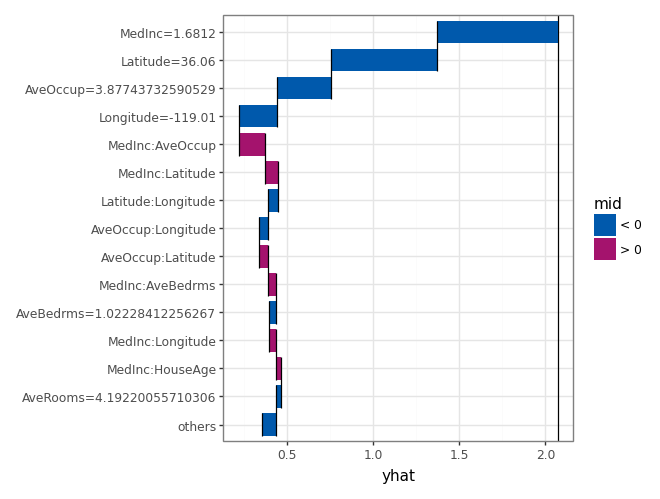 MedInc=1.6812
Latitude=36.06
AveOccup=3.87743732590529
Longitude=-119.01
MedInc:AveOccup
MedInc:Latitude
Latitude:Longitude
AveOccup:Longitude
AveOccup:Latitude
MedInc:AveBedrms
AveBedrms=1.02228412256267
MedInc:Longitude
MedInc:HouseAge
AveRooms=4.19220055710306
others
0.5 1.0 1.5 2.0
yhat
mid
< 0
> 0